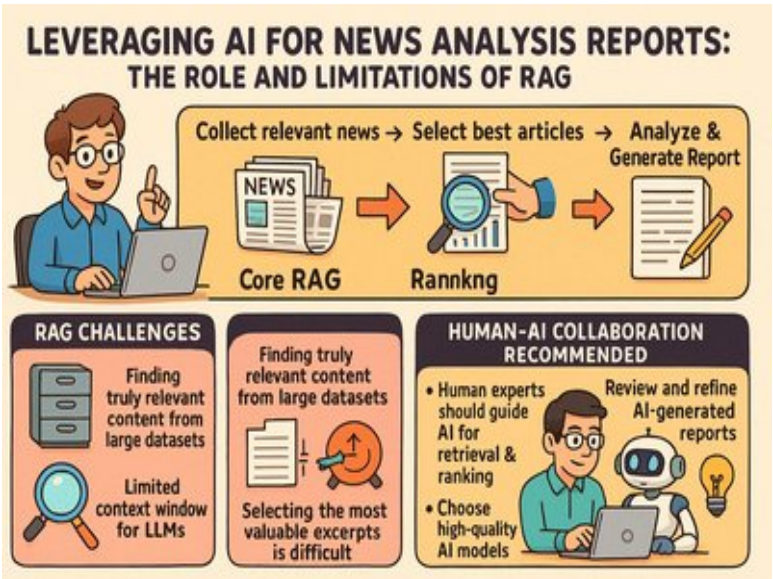 LEVERAGING AI FOR NEWS ANALYSIS REPORTS:
THE ROLE AND LIMITATIONS OF RAG
Collect relevant news → Select best articles → Analyze &
Generate Report
NEWS
Core RAG
Rannkng
RAG CHALLENGES
Finding
truly relevant
content from
large datasets
Limited
context window
for LLMs
Finding truly
relevant content
from large datasets
Selecting the most
valuable excerpts
is difficult
HUMAN-AI COLLABORATION
RECOMMENDED
• Human experts
should guide
AI for
retrieval &
ranking
• Choose
high-quality
AI models
Review and refine
AI-generated
reports